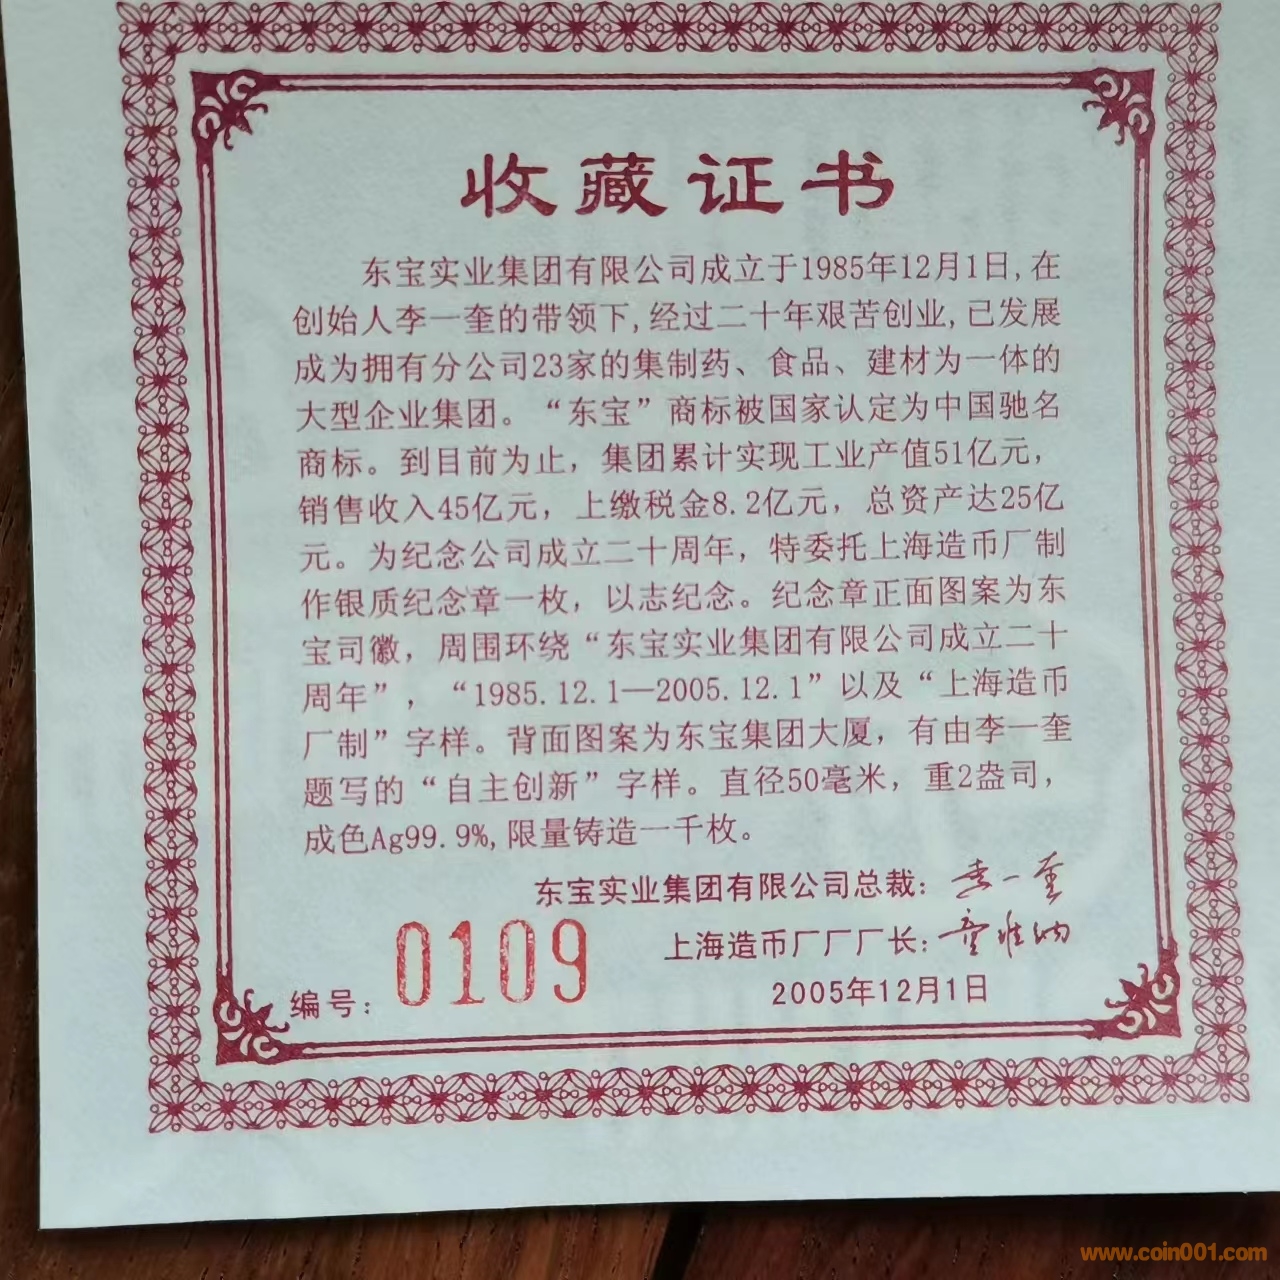 收藏证书
东宝实业集团有限公司成立于1985年12月1日,在
创始人李一奎的带领下,经过二十年艰苦创业,已发展
成为拥有分公司23家的集制药、食品、建材为一体的
大型企业集团。“东宝”商标被国家认定为中国驰名
商标。到目前为止，集团累计实现工业产值51亿元，
销售收入45亿元，上缴税金8.2亿元，总资产达25亿
元。为纪念公司成立二十周年，特委托上海造币厂制
作银质纪念章一枚，以志纪念。纪念章正面图案为东
宝司徽，周围环绕“东宝实业集团有限公司成立二十
周年”，“1985.12.1—2005.12.1”以及“上海造币
厂制”字样。背面图案为东宝集团大厦，有由李一奎
题写的“自主创新”字样。直径50毫米，重2盎司，
成色Ag99.9%,限量铸造一千枚。
东宝实业集团有限公司总裁：李一奎
上海造币厂厂厂长：
编号：0109
2005年12月1日
www.coin001.com